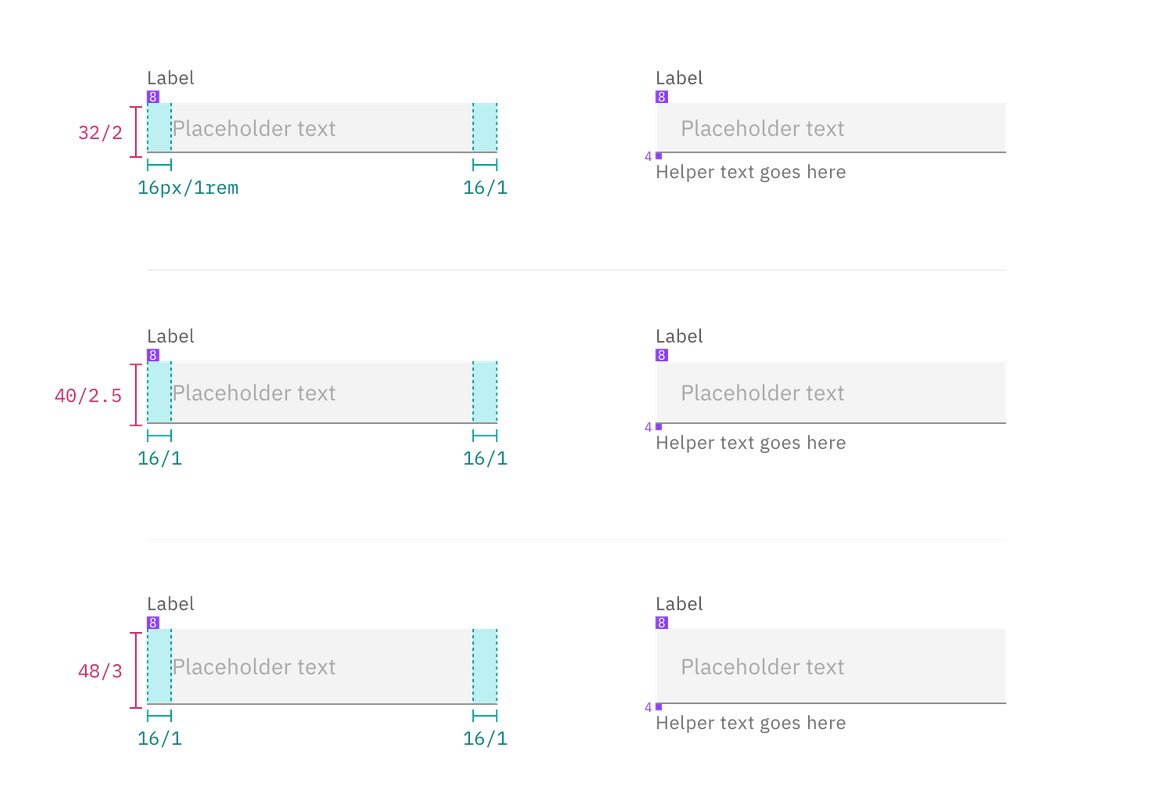 Label
8
32/2
Placeholder text
16px/1rem
16/1
Label
8
Placeholder text
4
Helper text goes here
Label
8
40/2.5
Placeholder text
16/1
16/1
Label
8
Placeholder text
4
Helper text goes here
Label
8
48/3
Placeholder text
16/1
16/1
Label
8
Placeholder text
4
Helper text goes here